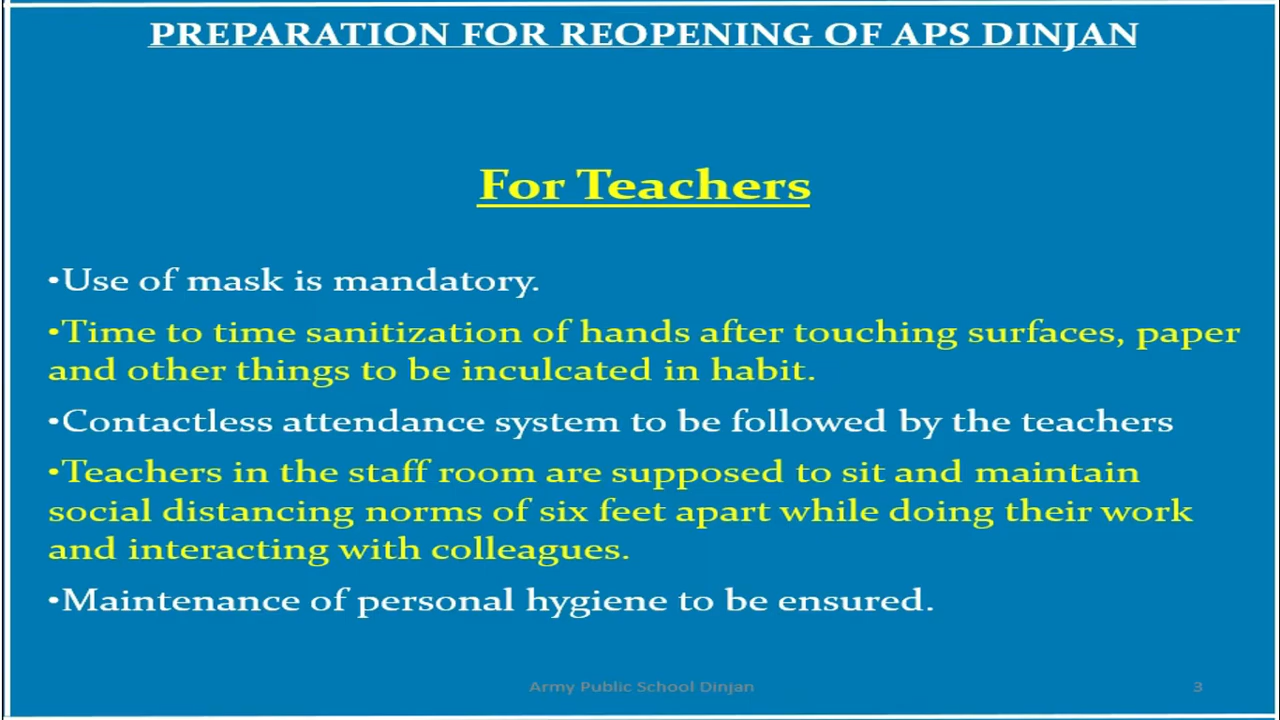 PREPARATION FOR REOPENING OF APS DINJAN
For Teachers
•Use of mask is mandatory.
•Time to time sanitization of hands after touching surfaces, paper
and other things to be inculcated in habit.
•Contactless attendance system to be followed by the teachers
•Teachers in the staff room are supposed to sit and maintain
social distancing norms of six feet apart while doing their work
and interacting with colleagues.
•Maintenance of personal hygiene to be ensured.
Army Public School Dinjan
3